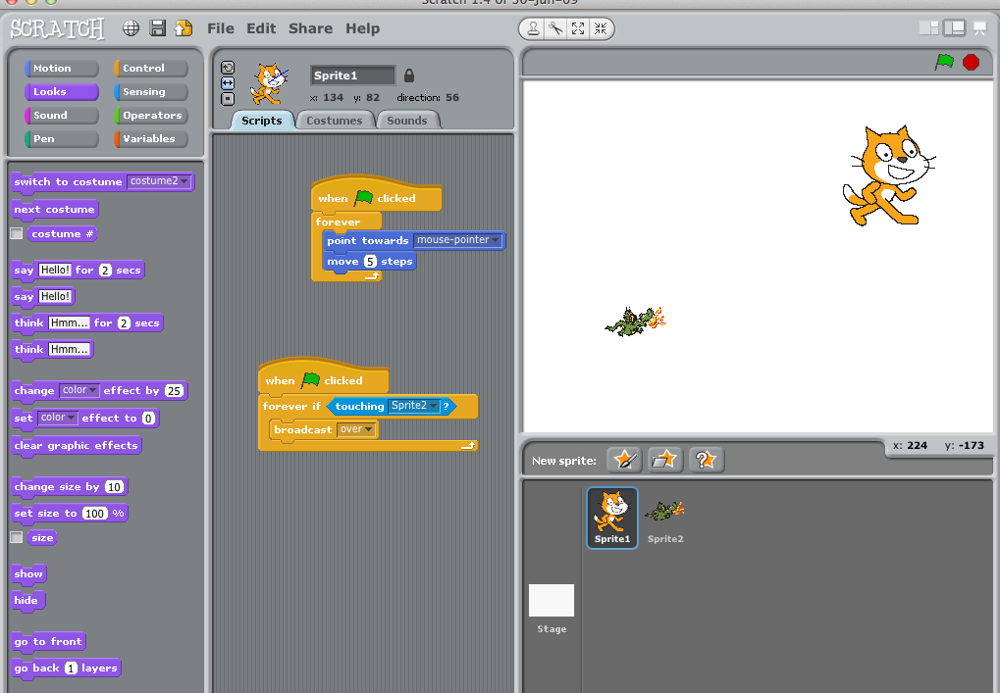 Scratch 1.4 of 30-Jun-09
SCRATCH File Edit Share Help
Motion Control
Looks Sensing
Sound Operators
Pen Variables
switch to costume costume2
next costume
costume #
say Hello! for 2 secs
say Hello!
think Hmm... for 2 secs
think Hmm...
change color effect by 25
set color effect to 0
clear graphic effects
change size by 10
set size to 100 %
size
show
hide
go to front
go back 1 layers
Sprite1
x: 134 y: 82 direction: 56
Scripts Costumes Sounds
when clicked
forever
point towards mouse-pointer
move 5 steps
when clicked
forever if touching Sprite2 ?
broadcast over
x: 224 y: -173
New sprite:
Sprite1 Sprite2
Stage